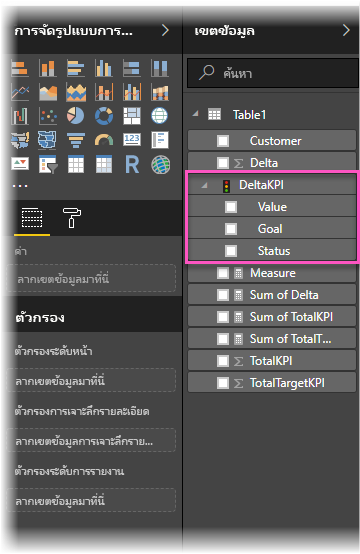 การจัดรูปแบบการ...
เขตข้อมูล
ค้นหา
Table1
Customer
Delta
DeltaKPI
Value
Goal
Status
Measure
Sum of Delta
Sum of TotalKPI
Sum of TotalT...
TotalKPI
TotalTargetKPI
123
R
...
ค่า
ลากเขตข้อมูลมาที่นี่
ตัวกรอง
ตัวกรองระดับหน้า
ลากเขตข้อมูลมาที่นี่
ตัวกรองการเจาะลึกรายละเอียด
ลากเขตข้อมูลการเจาะลึกราย...
ตัวกรองระดับการรายงาน
ลากเขตข้อมูลมาที่นี่